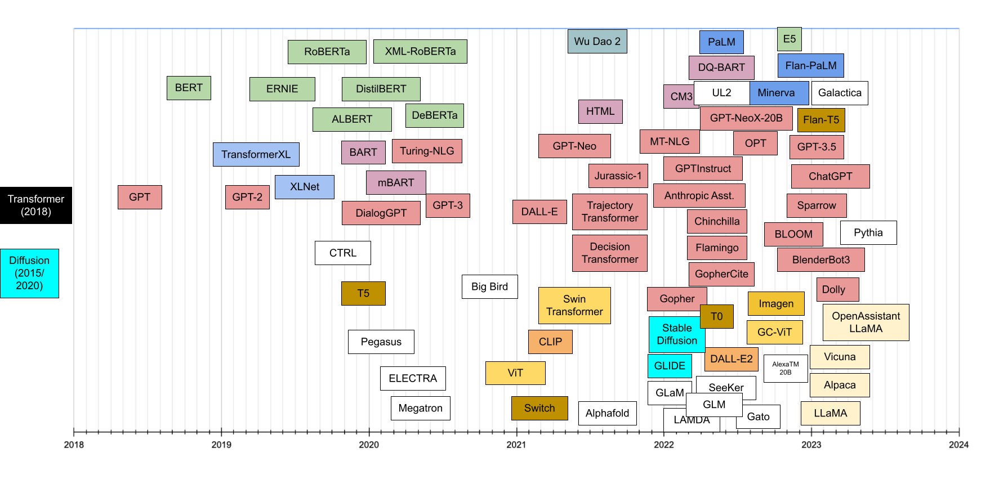 Wu Dao 2
PaLM
E5
RoBERTa
XML-RoBERTa
DQ-BART
Flan-PaLM
BERT
ERNIE
DistilBERT
CM3
UL2
Minerva
Galactica
ALBERT
DeBERTa
HTML
GPT-NeoX-20B
Flan-T5
TransformerXL
BART
Turing-NLG
GPT-Neo
MT-NLG
OPT
GPT-3.5
GPTInstruct
Jurassic-1
ChatGPT
XLNet
mBART
Anthropic Asst.
Transformer
(2018)
GPT
GPT-2
DialogGPT
GPT-3
DALL-E
Trajectory
Transformer
Sparrow
Chinchilla
BLOOM
Pythia
Diffusion
(2015/
2020)
CTRL
Decision
Transformer
Flamingo
BlenderBot3
GopherCite
T5
Big Bird
Swin
Transformer
Gopher
T0
Imagen
Dolly
OpenAssistant
LLaMA
Stable
Diffusion
GC-ViT
Pegasus
CLIP
DALL-E2
Vicuna
GLIDE
AlexaTM
20B
ELECTRA
ViT
GLaM
SeeKer
Alpaca
Megatron
Switch
Alphafold
GLM
LAMDA
Gato
LLaMA
2018
2019
2020
2021
2022
2023
2024